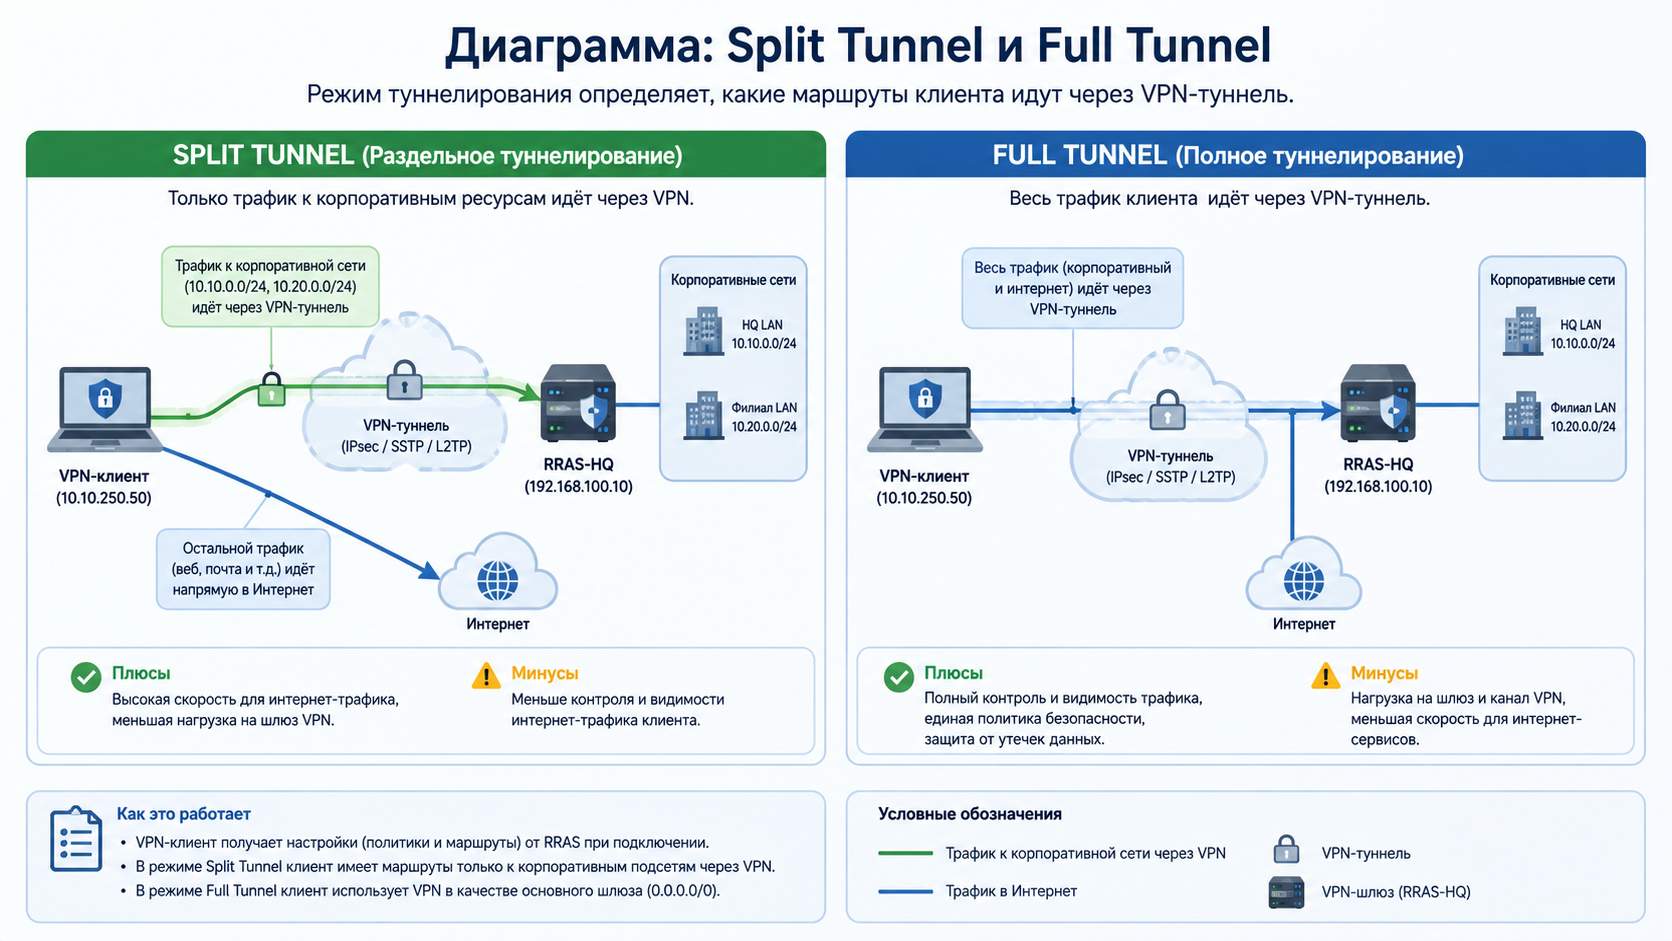 Диаграмма: Split Tunnel и Full Tunnel
Режим туннелирования определяет, какие маршруты клиента идут через VPN-туннель.
SPLIT TUNNEL (Раздельное туннелирование)
Только трафик к корпоративным ресурсам идёт через VPN.
Трафик к корпоративной сети
(10.10.0.0/24, 10.20.0.0/24)
идёт через VPN-туннель
VPN-клиент
(10.10.250.50)
VPN-туннель
(IPsec / SSTP / L2TP)
RRAS-HQ
(192.168.100.10)
Корпоративные сети
HQ LAN
10.10.0.0/24
Филиал LAN
10.20.0.0/24
Остальной трафик
(веб, почта и т.д.) идёт
напрямую в Интернет
Интернет
Плюсы
Высокая скорость для интернет-трафика,
меньшая нагрузка на шлюз VPN.
Минусы
Меньше контроля и видимости
интернет-трафика клиента.
FULL TUNNEL (Полное туннелирование)
Весь трафик клиента идёт через VPN-туннель.
Весь трафик (корпоративный
и интернет) идёт через
VPN-туннель
VPN-клиент
(10.10.250.50)
VPN-туннель
(IPsec / SSTP / L2TP)
RRAS-HQ
(192.168.100.10)
Корпоративные сети
HQ LAN
10.10.0.0/24
Филиал LAN
10.20.0.0/24
Интернет
Плюсы
Полный контроль и видимость трафика,
единая политика безопасности,
защита от утечек данных.
Минусы
Нагрузка на шлюз и канал VPN,
меньшая скорость для интернет-
сервисов.
Как это работает
• VPN-клиент получает настройки (политики и маршруты) от RRAS при подключении.
• В режиме Split Tunnel клиент имеет маршруты только к корпоративным подсетям через VPN.
• В режиме Full Tunnel клиент использует VPN в качестве основного шлюза (0.0.0.0/0).
Условные обозначения
Трафик к корпоративной сети через VPN
Трафик в Интернет
VPN-туннель
VPN-шлюз (RRAS-HQ)